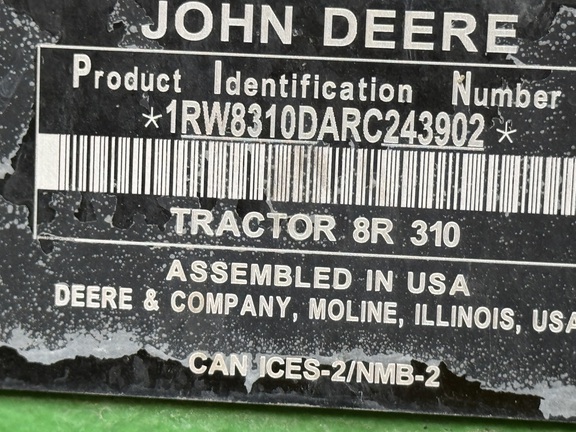 JOHN DEERE
Product Identification Number
*1RW8310DARC243902*
TRACTOR 8R 310
ASSEMBLED IN USA
DEERE & COMPANY, MOLINE, ILLINOIS, USA
CAN ICES-2/NMB-2